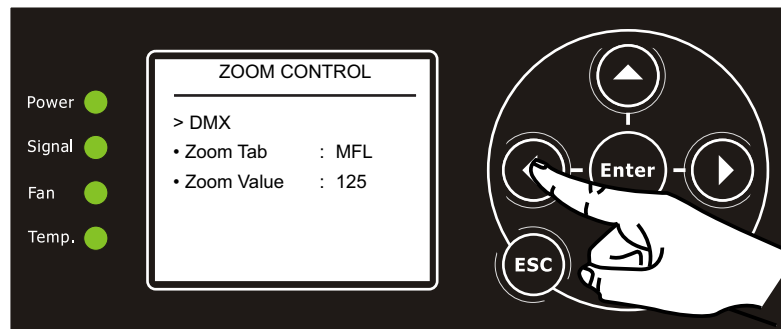 Power
Signal
Fan
Temp.
ZOOM CONTROL
> DMX
• Zoom Tab : MFL
• Zoom Value : 125
Enter
ESC